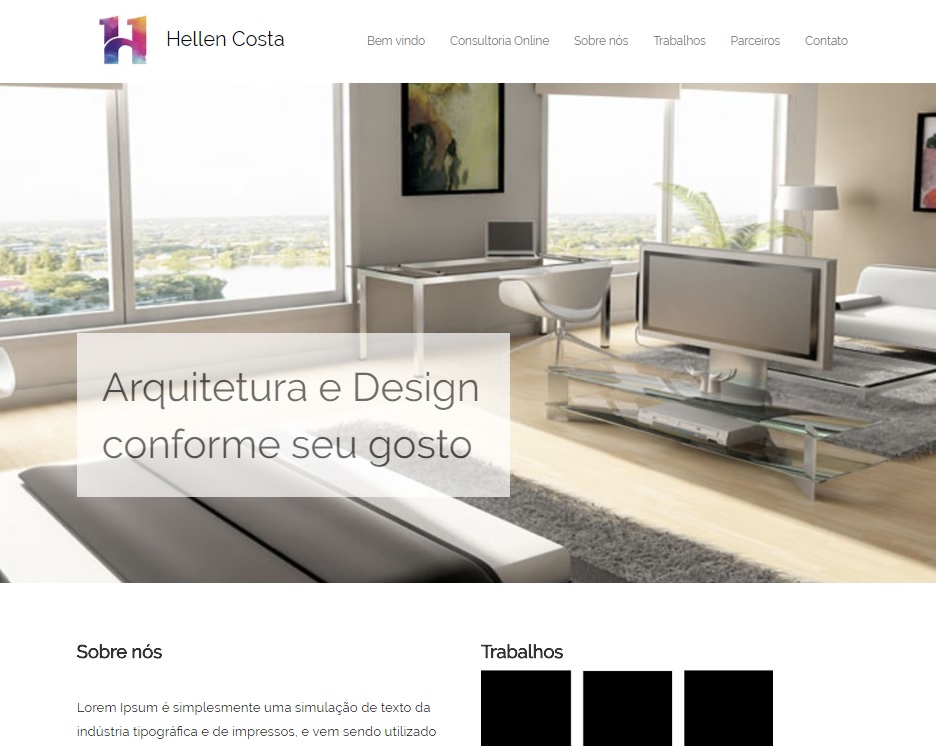 Hellen Costa
Bem vindo Consultoria Online Sobre nós Trabalhos Parceiros Contato
Arquitetura e Design
conforme seu gosto
Sobre nós
Lorem Ipsum é simplesmente uma simulação de texto da
indústria tipográfica e de impressos, e vem sendo utilizado
Trabalhos